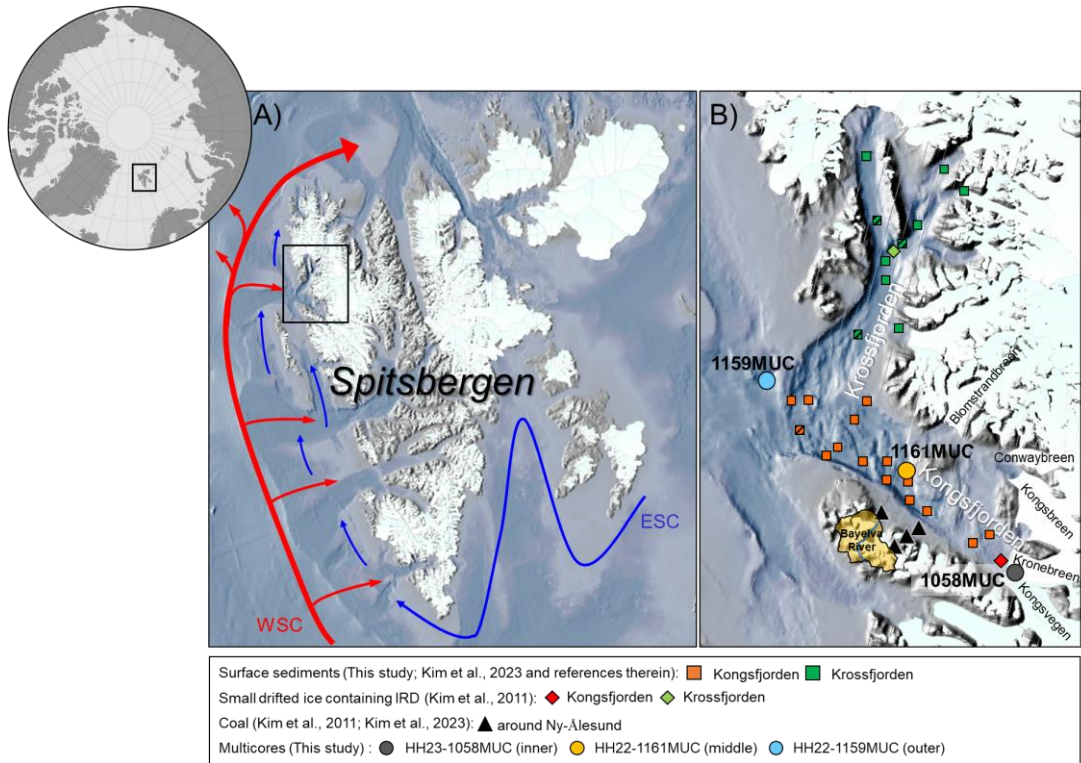 A)
Spitsbergen
WSC
ESC
B)
Krossfjorden
1159MUC
Blomstrandbreen
1161MUC
Conwaybreen
Kongsfjorden
Kongsbreen
Bayelva
River
Kronebreen
1058MUC
Kongsvegen
Surface sediments (This study; Kim et al., 2023 and references therein): Kongsfjorden Krossfjorden
Small drifted ice containing IRD (Kim et al., 2011): Kongsfjorden Krossfjorden
Coal (Kim et al., 2011; Kim et al., 2023): around Ny-Ålesund
Multicores (This study) : HH23-1058MUC (inner) HH22-1161MUC (middle) HH22-1159MUC (outer)